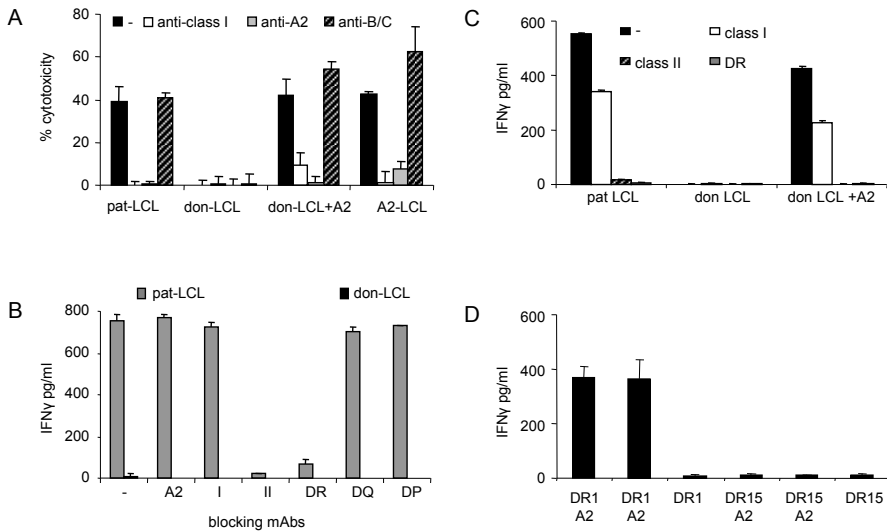 A
- anti-class I anti-A2 anti-B/C
% cytotoxicity
80
60
40
20
0
pat-LCL don-LCL don-LCL+A2 A2-LCL
C
- class I
class II DR
IFNγ pg/ml
600
400
200
0
pat LCL don LCL don LCL +A2
B
pat-LCL don-LCL
IFNγ pg/ml
800
600
400
200
0
- A2 I II DR DQ DP
blocking mAbs
D
IFNγ pg/ml
600
400
200
0
DR1 DR1 DR1 DR15 DR15 DR15
A2 A2 A2 A2